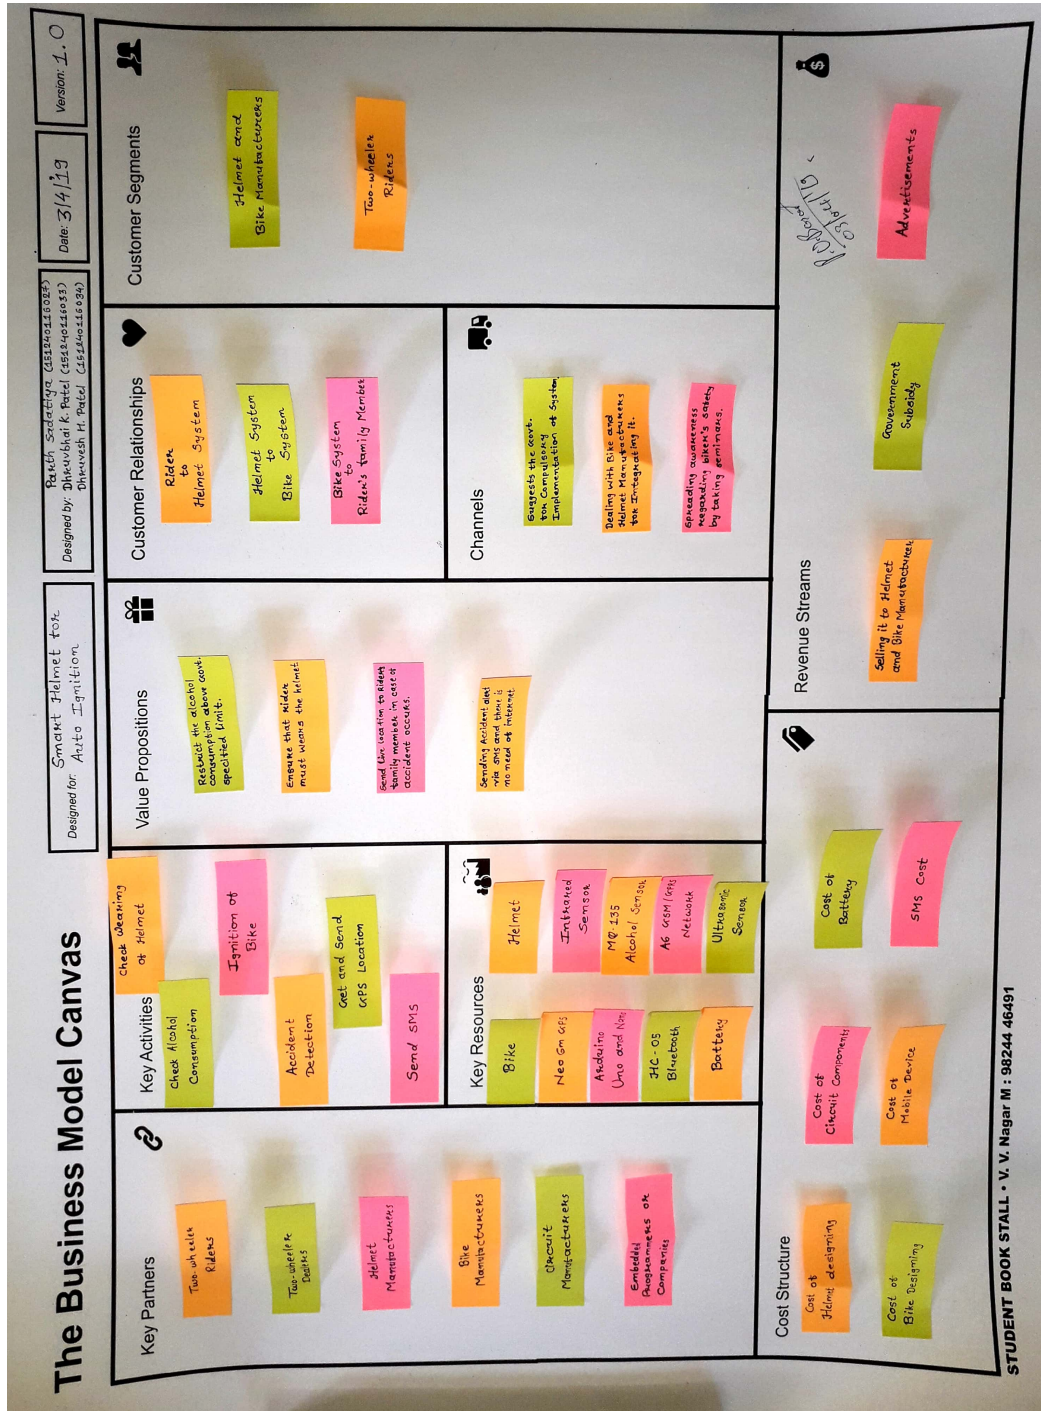 The Business Model Canvas
Designed for:
Smart Helmet for
Auto Ignition
Designed by:
Parth Sadatiya (151240116027)
Dhruvbhai K. Patel (151240116033)
Dhruvesh H. Patel (151240116034)
Date: 3/4/19
Version: 1.0
Key Partners
Two-wheeler
Riders
Two-wheeler
Dealers
Helmet
Manufacturers
Bike
Manufacturers
Circuit
Manufacturers
Embedded
Programmers or
Companies
Key Activities
Check Wearing
of Helmet
Check Alcohol
Consumption
Ignition of
Bike
Accident
Detection
Get and Send
GPS Location
Send SMS
Key Resources
Helmet
Infrared
Sensor
MQ-135
Alcohol Sensor
A6 GSM/GPRS
Network
Ultrasonic
Sensor
Bike
Neo 6m GPS
Arduino
Uno and Nano
HC-05
Bluetooth
Battery
Value Propositions
Restrict the alcohol
consumption above Govt.
specified limit.
Ensure that Rider
must wears the helmet
Send live location to Riders
family member in case of
accident occurs.
Sending Accident alert
via SMS and there is
no need of internet
Customer Relationships
Rider
to
Helmet System
Helmet System
to
Bike System
Bike System
to
Rider's family Member
Channels
Suggests the Govt.
for Compulsory
Implementation of System.
Dealing with Bike and
Helmet Manufacturers
for Integrating it.
Spreading awareness
regarding biker's safety
by taking seminars.
Customer Segments
Helmet and
Bike Manufacturers
Two-wheeler
Riders
Cost Structure
Cost of
Helmet designing
Cost of
Bike Designing
Cost of
Circuit Components
Cost of
Mobile Device
Cost of
Battery
SMS Cost
Revenue Streams
Selling it to Helmet
and Bike Manufacturer
Government
Subsidy
Advertisements
03/04/19
STUDENT BOOK STALL • V. V. Nagar M : 98244 46491